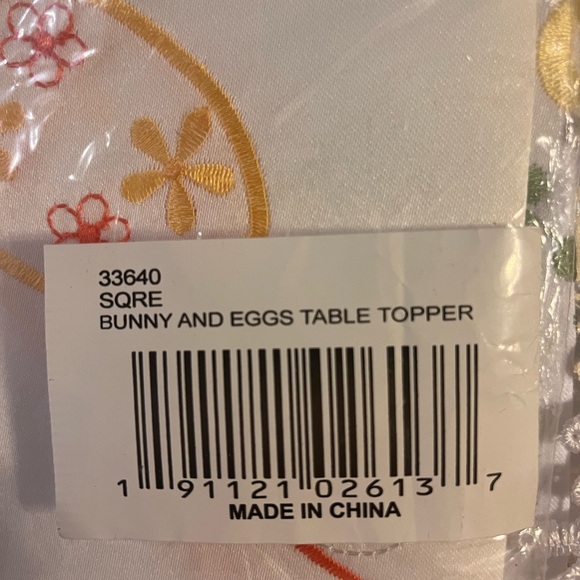 33640
SQRE
BUNNY AND EGGS TABLE TOPPER
1 91121 02613 7
MADE IN CHINA